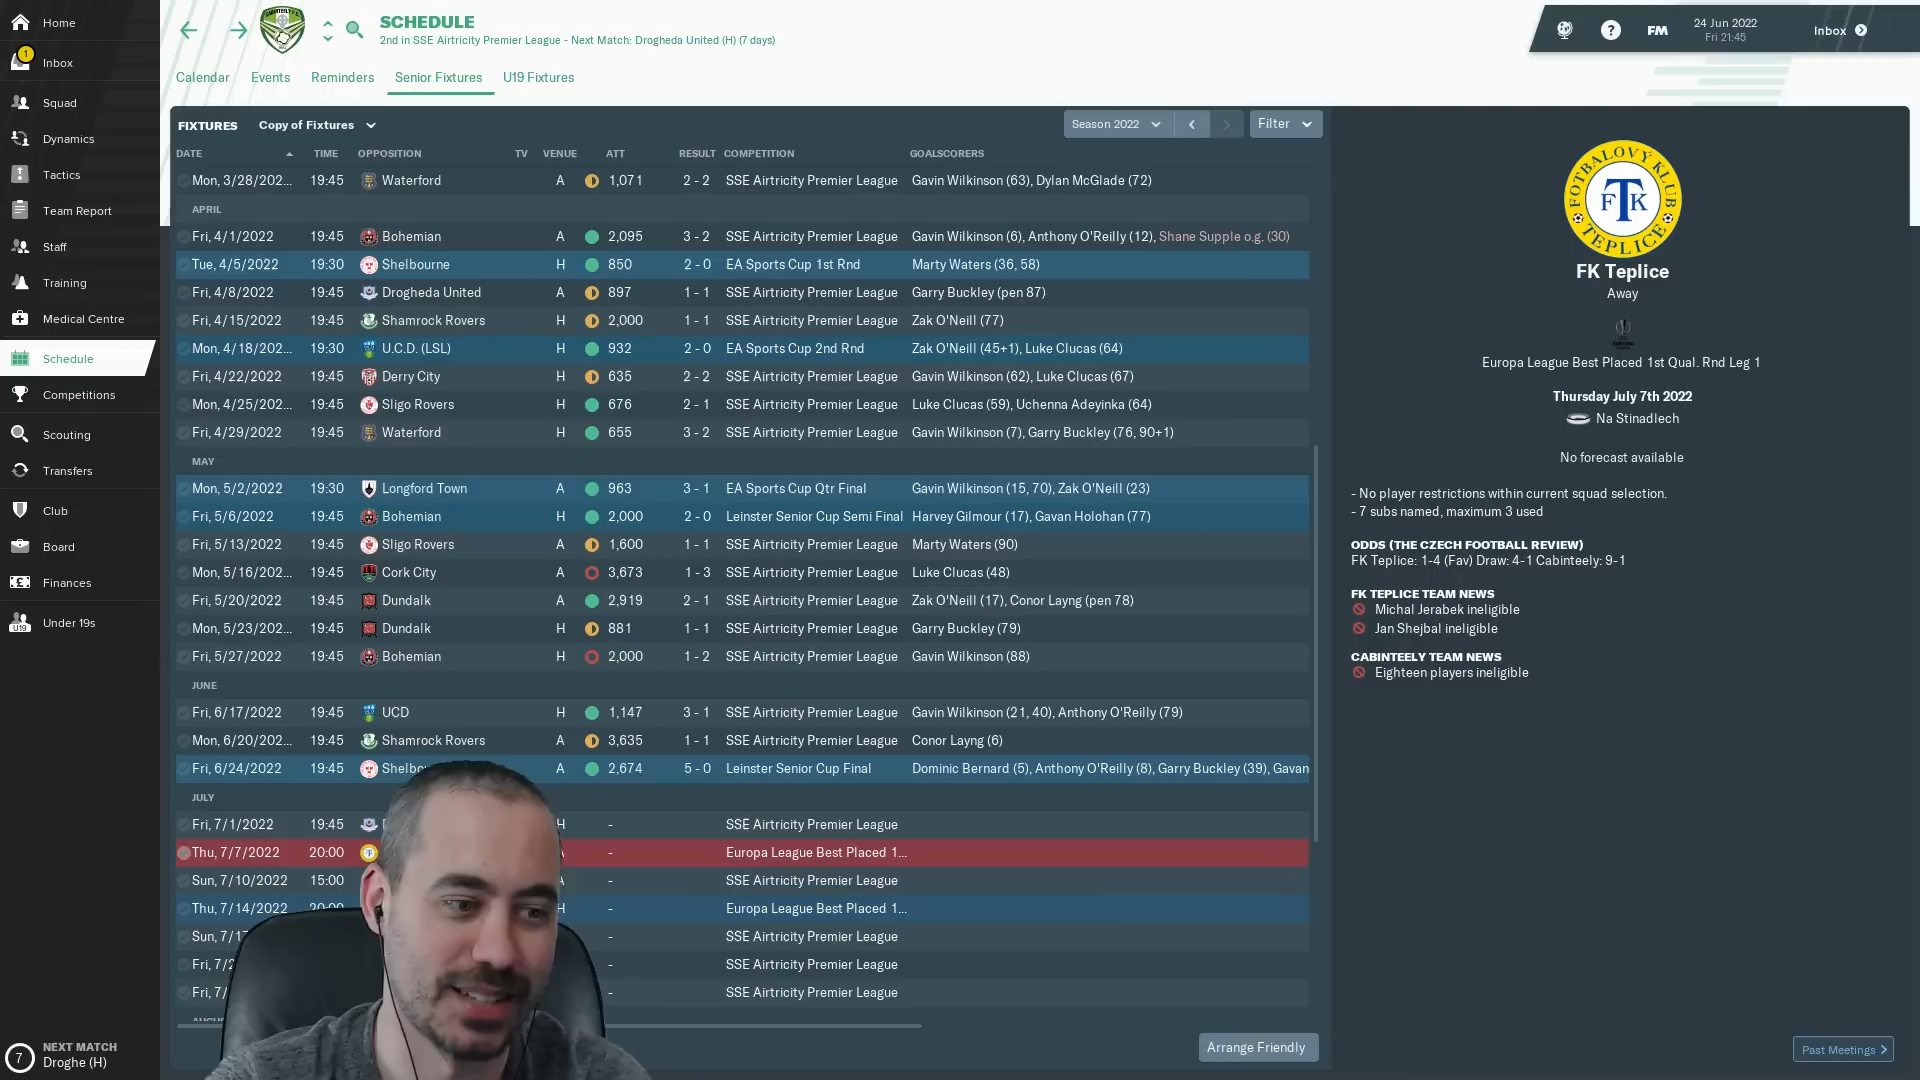 Home
1
Inbox
Squad
Dynamics
Tactics
Team Report
Staff
Training
Medical Centre
Schedule
Competitions
Scouting
Transfers
Club
Board
Finances
U19
Under 19s
7
NEXT MATCH
Droghe (H)
SCHEDULE
2nd in SSE Airtricity Premier League - Next Match: Drogheda United (H) (7 days)
FM
24 Jun 2022
Fri 21:45
Inbox
Calendar Events Reminders Senior Fixtures U19 Fixtures
FIXTURES Copy of Fixtures Season 2022 Filter
DATE TIME OPPOSITION TV VENUE ATT RESULT COMPETITION GOALSCORERS
Mon, 3/28/202... 19:45 Waterford A 1,071 2 - 2 SSE Airtricity Premier League Gavin Wilkinson (63), Dylan McGlade (72)
APRIL
Fri, 4/1/2022 19:45 Bohemian A 2,095 3 - 2 SSE Airtricity Premier League Gavin Wilkinson (6), Anthony O'Reilly (12), Shane Supple o.g. (30)
Tue, 4/5/2022 19:30 Shelbourne H 850 2 - 0 EA Sports Cup 1st Rnd Marty Waters (36, 58)
Fri, 4/8/2022 19:45 Drogheda United A 897 1 - 1 SSE Airtricity Premier League Garry Buckley (pen 87)
Fri, 4/15/2022 19:45 Shamrock Rovers H 2,000 1 - 1 SSE Airtricity Premier League Zak O'Neill (77)
Mon, 4/18/202... 19:30 U.C.D. (LSL) H 932 2 - 0 EA Sports Cup 2nd Rnd Zak O'Neill (45+1), Luke Clucas (64)
Fri, 4/22/2022 19:45 Derry City H 635 2 - 2 SSE Airtricity Premier League Gavin Wilkinson (62), Luke Clucas (67)
Mon, 4/25/202... 19:45 Sligo Rovers H 676 2 - 1 SSE Airtricity Premier League Luke Clucas (59), Uchenna Adeyinka (64)
Fri, 4/29/2022 19:45 Waterford H 655 3 - 2 SSE Airtricity Premier League Gavin Wilkinson (7), Garry Buckley (76, 90+1)
MAY
Mon, 5/2/2022 19:30 Longford Town A 963 3 - 1 EA Sports Cup Qtr Final Gavin Wilkinson (15, 70), Zak O'Neill (23)
Fri, 5/6/2022 19:45 Bohemian H 2,000 2 - 0 Leinster Senior Cup Semi Final Harvey Gilmour (17), Gavan Holohan (77)
Fri, 5/13/2022 19:45 Sligo Rovers A 1,600 1 - 1 SSE Airtricity Premier League Marty Waters (90)
Mon, 5/16/202... 19:45 Cork City A 3,673 1 - 3 SSE Airtricity Premier League Luke Clucas (48)
Fri, 5/20/2022 19:45 Dundalk A 2,919 2 - 1 SSE Airtricity Premier League Zak O'Neill (17), Conor Layng (pen 78)
Mon, 5/23/202... 19:45 Dundalk H 881 1 - 1 SSE Airtricity Premier League Garry Buckley (79)
Fri, 5/27/2022 19:45 Bohemian H 2,000 1 - 2 SSE Airtricity Premier League Gavin Wilkinson (88)
JUNE
Fri, 6/17/2022 19:45 UCD H 1,147 3 - 1 SSE Airtricity Premier League Gavin Wilkinson (21, 40), Anthony O'Reilly (79)
Mon, 6/20/202... 19:45 Shamrock Rovers A 3,635 1 - 1 SSE Airtricity Premier League Conor Layng (6)
Fri, 6/24/2022 19:45 Shelbo A 2,674 5 - 0 Leinster Senior Cup Final Dominic Bernard (5), Anthony O'Reilly (8), Garry Buckley (39), Gavan
JULY
Fri, 7/1/2022 19:45 H - SSE Airtricity Premier League
Thu, 7/7/2022 20:00 - Europa League Best Placed 1...
Sun, 7/10/2022 15:00 A - SSE Airtricity Premier League
Thu, 7/14/2022 20:00 H - Europa League Best Placed 1...
Sun, 7/17 - SSE Airtricity Premier League
Fri, 7/2 - SSE Airtricity Premier League
Fri, 7/ - SSE Airtricity Premier League
Arrange Friendly
FOTBALOVÝ KLUB
FTK
TEPLICE
FK Teplice
Away
Europa League Best Placed 1st Qual. Rnd Leg 1
Thursday July 7th 2022
Na Stinadlech
No forecast available
- No player restrictions within current squad selection.
- 7 subs named, maximum 3 used
ODDS (THE CZECH FOOTBALL REVIEW)
FK Teplice: 1-4 (Fav) Draw: 4-1 Cabinteely: 9-1
FK TEPLICE TEAM NEWS
Michal Jerabek ineligible
Jan Shejbal ineligible
CABINTEELY TEAM NEWS
Eighteen players ineligible
Past Meetings